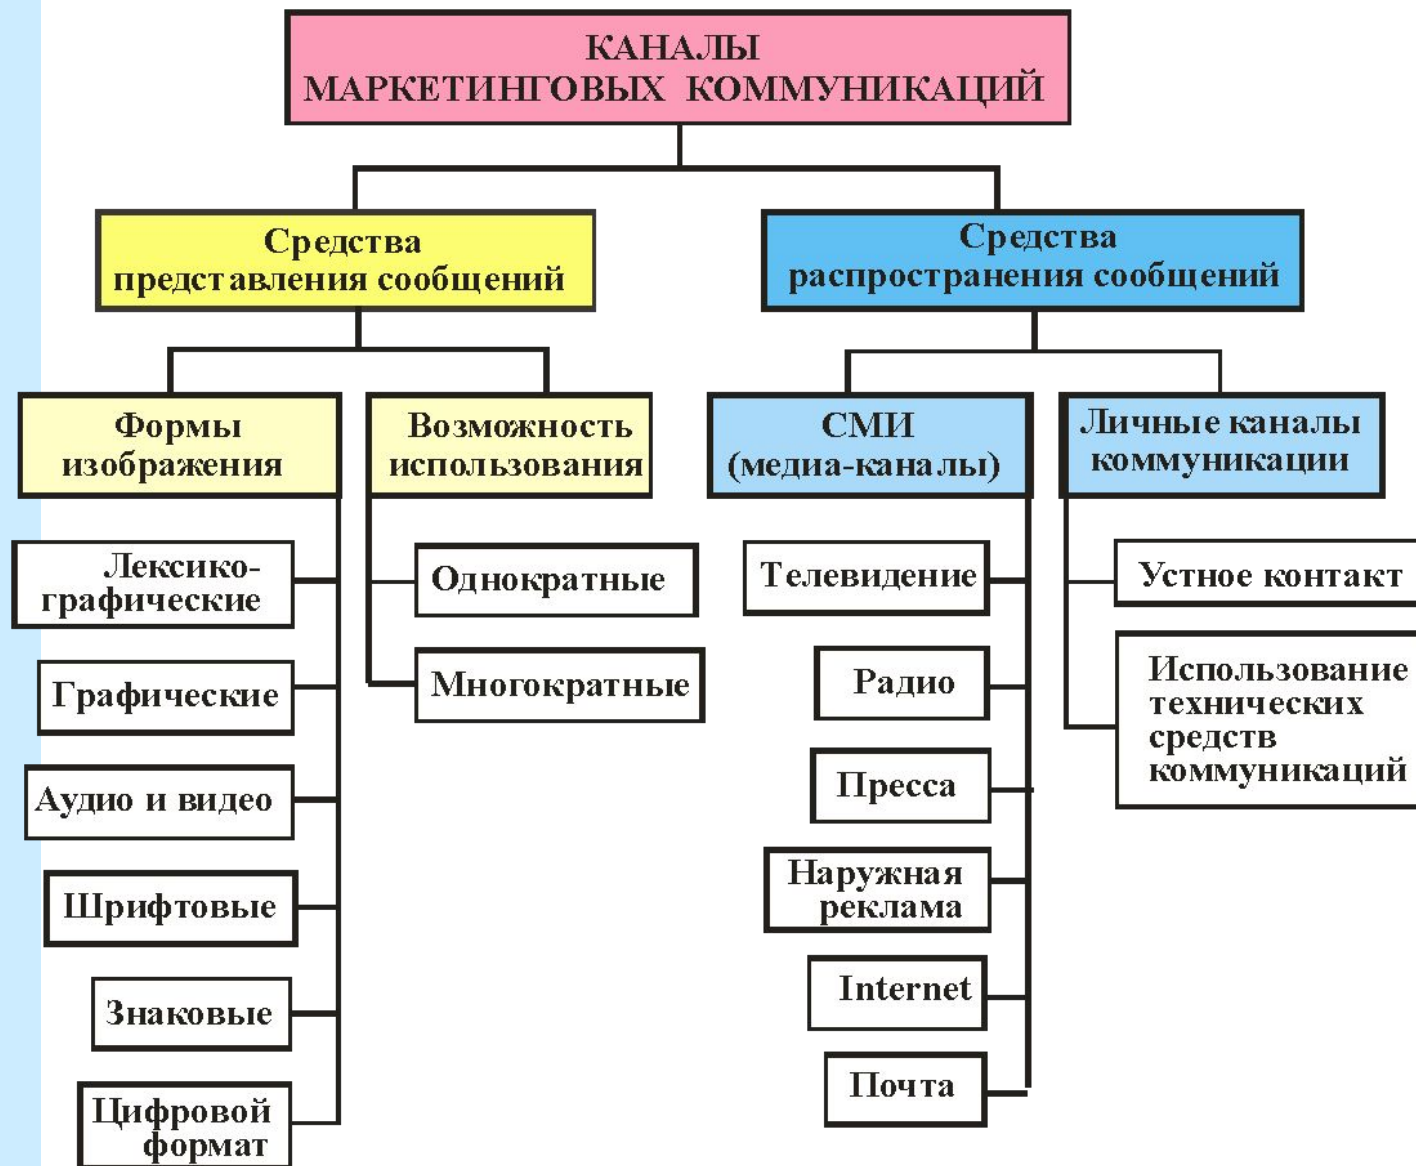 КАНАЛЫ
МАРКЕТИНГОВЫХ КОММУНИКАЦИЙ
Средства
представления сообщений
Средства
распространения сообщений
Формы
изображения
Возможность
использования
СМИ
(медиа-каналы)
Личные каналы
коммуникации
Лексико-
графические
Графические
Аудио и видео
Шрифтовые
Знаковые
Цифровой
формат
Однократные
Многократные
Телевидение
Радио
Пресса
Наружная
реклама
Internet
Почта
Устное контакт
Использование
технических
средств
коммуникаций